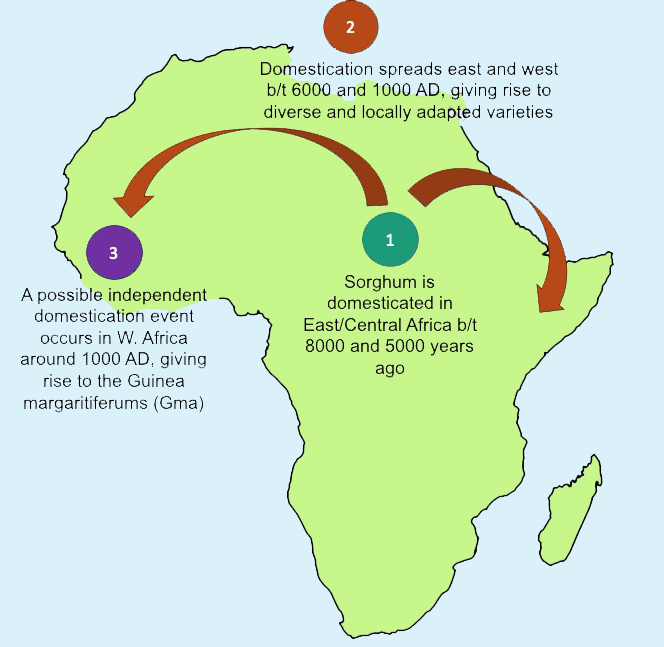 2
Domestication spreads east and west
b/t 6000 and 1000 AD, giving rise to
diverse and locally adapted varieties
1
Sorghum is
domesticated in
East/Central Africa b/t
8000 and 5000 years
ago
3
A possible independent
domestication event
occurs in W. Africa
around 1000 AD, giving
rise to the Guinea
margaritiferums (Gma)